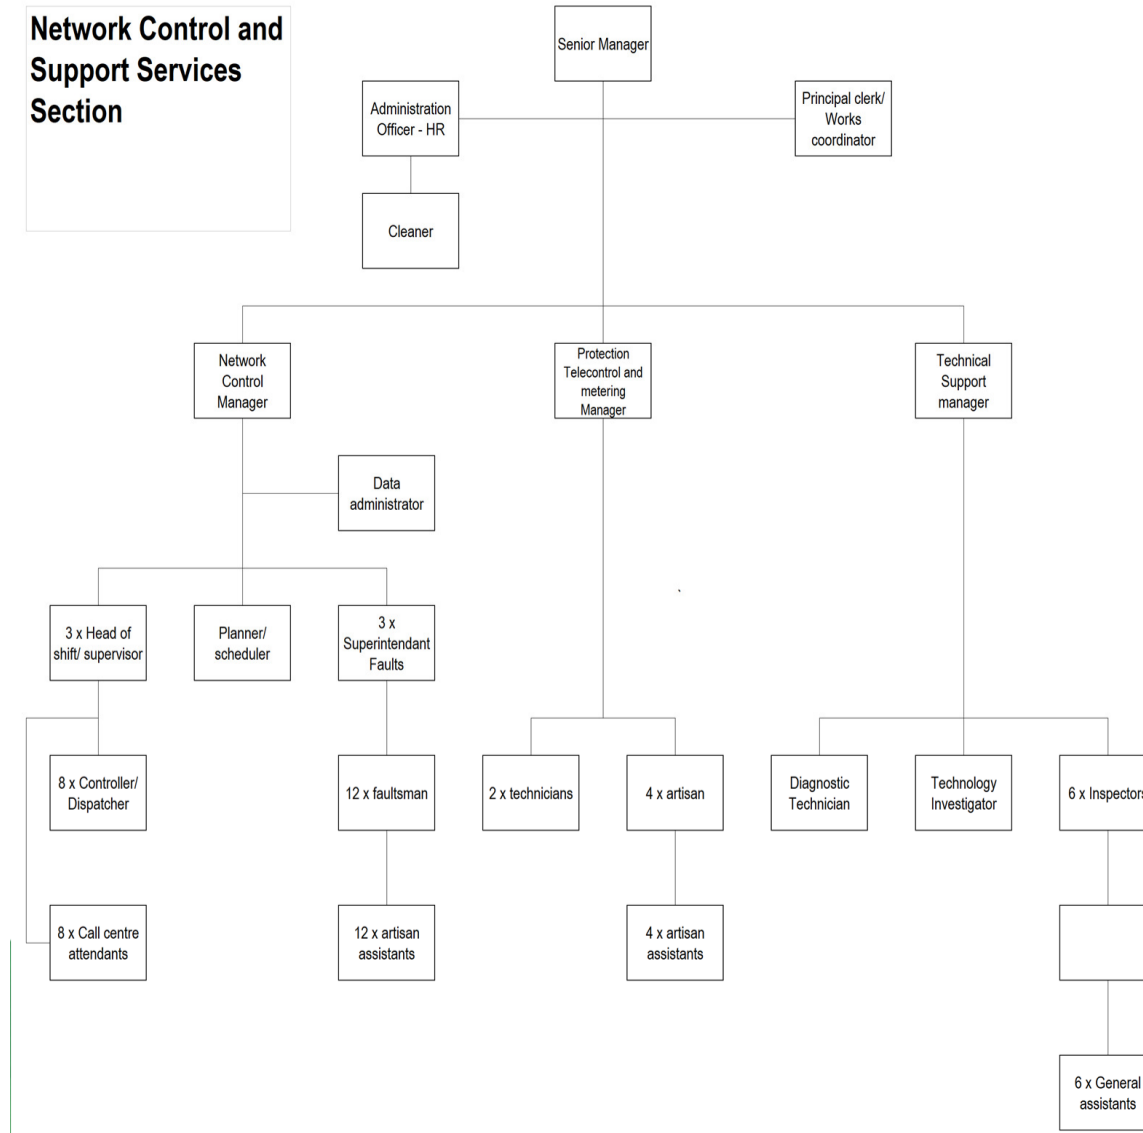 Network Control and
Support Services
Section
Senior Manager
Administration
Officer - HR
Principal clerk/
Works
coordinator
Cleaner
Network
Control
Manager
Protection
Telecontrol and
metering
Manager
Technical
Support
manager
Data
administrator
3 x Head of
shift/ supervisor
Planner/
scheduler
3 x
Superintendant
Faults
8 x Controller/
Dispatcher
12 x faultsman
2 x technicians
4 x artisan
Diagnostic
Technician
Technology
Investigator
6 x Inspectors
8 x Call centre
attendants
12 x artisan
assistants
4 x artisan
assistants
6 x General
assistants